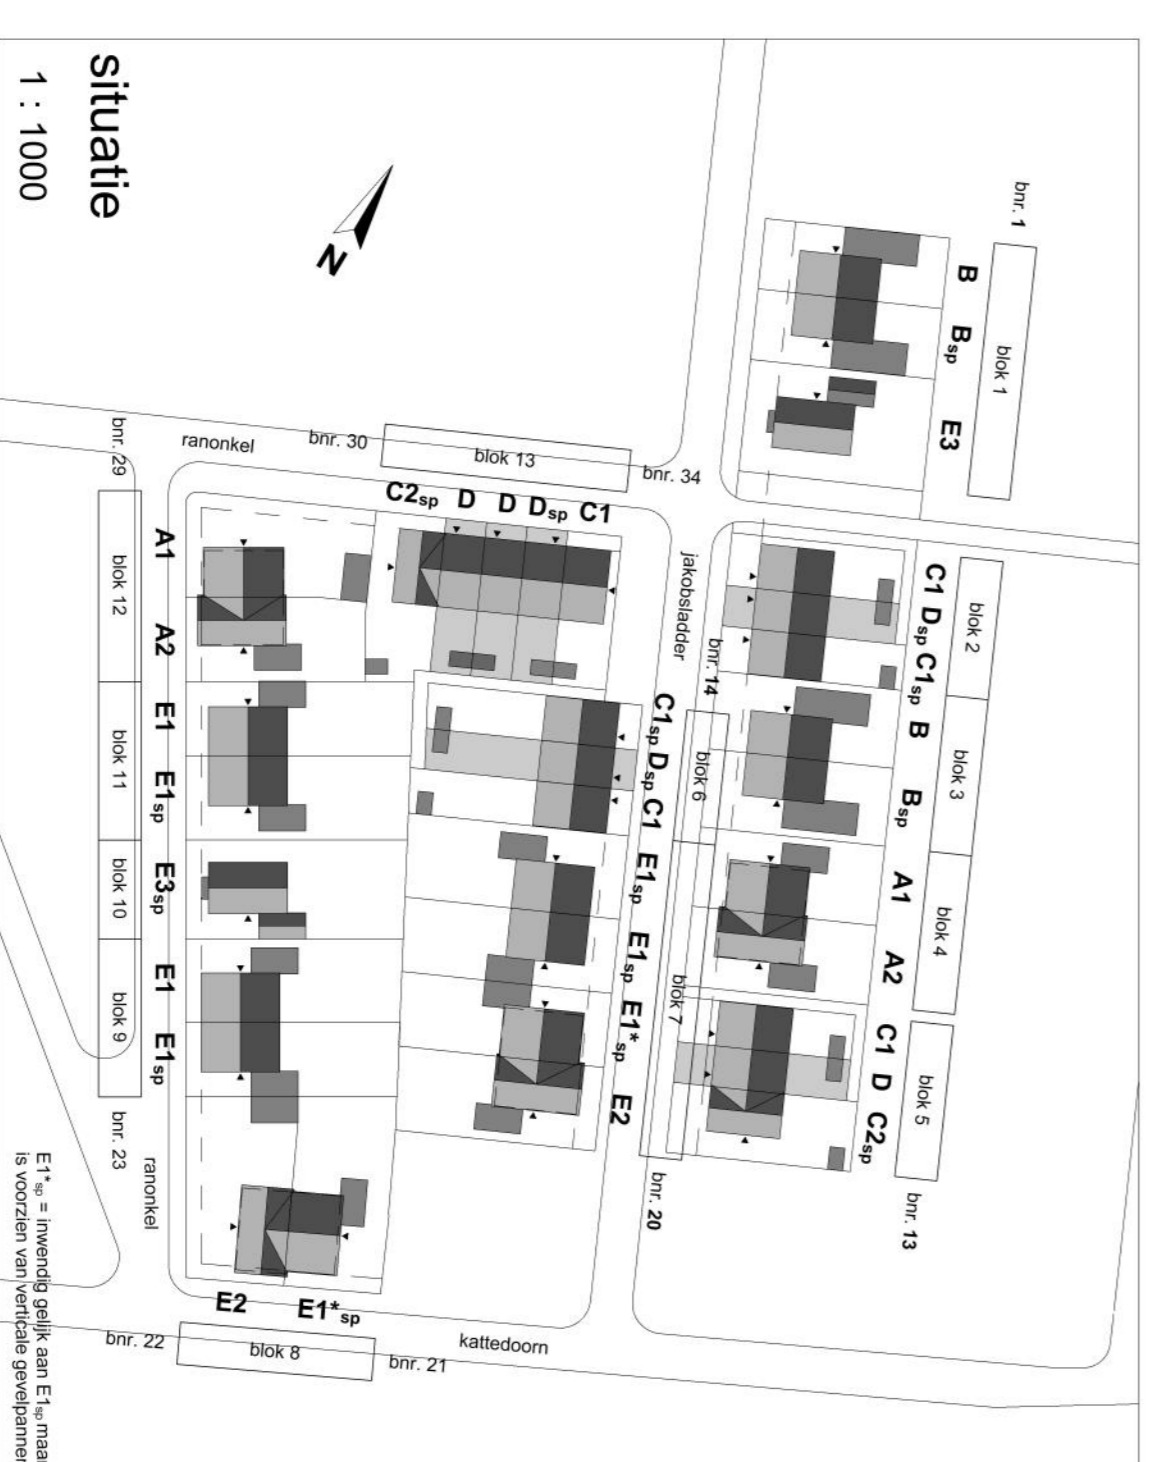 situatie
1 : 1000
N
bnr. 1
blok 1
B
Bsp
E3
ranonkel
bnr. 30
blok 13
bnr. 34
bnr. 29
C2sp D D Dsp C1
jakobsladder
bnr. 14
C1 Dsp C1sp
blok 2
B
Bsp
blok 3
A1
A2
blok 4
C1 D C2sp
blok 5
bnr. 13
C1sp Dsp C1
blok 6
E1sp
E1sp
E1*sp
E2
blok 7
bnr. 20
A1
A2
blok 12
E1
E1sp
blok 11
E3sp
blok 10
E1
E1sp
blok 9
bnr. 23
ranonkel
E2
E1*sp
bnr. 22
blok 8
bnr. 21
kattedoorn
E1*sp = inwendig gelijk aan E1sp maar
is voorzien van verticale gevelpannen